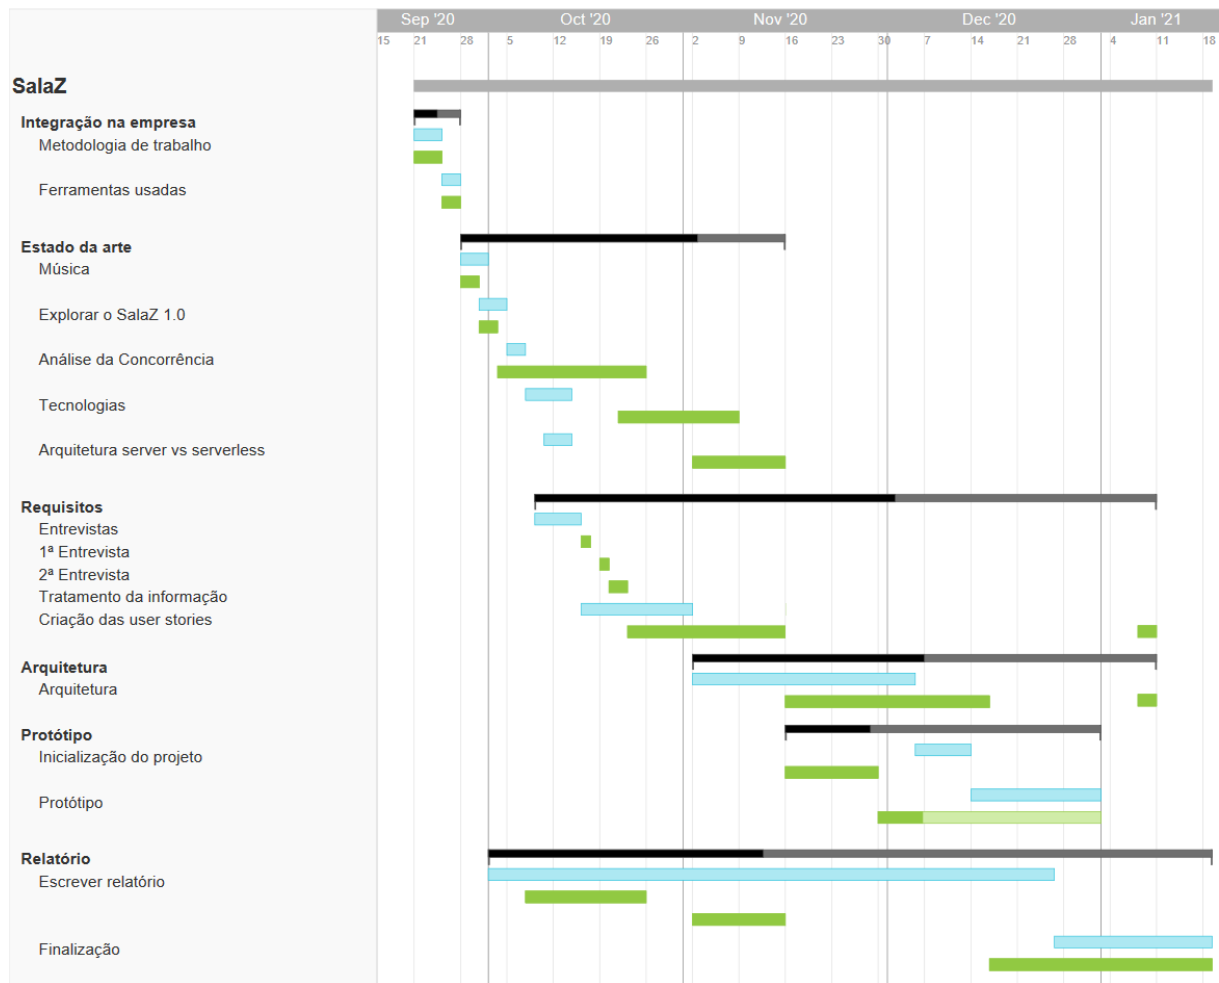 Sep '20 Oct '20 Nov '20 Dec '20 Jan '21
15 21 28 5 12 19 26 2 9 16 23 30 7 14 21 28 4 11 18
SalaZ
Integração na empresa
Metodologia de trabalho
Ferramentas usadas
Estado da arte
Música
Explorar o SalaZ 1.0
Análise da Concorrência
Tecnologias
Arquitetura server vs serverless
Requisitos
Entrevistas
1ª Entrevista
2ª Entrevista
Tratamento da informação
Criação das user stories
Arquitetura
Arquitetura
Protótipo
Inicialização do projeto
Protótipo
Relatório
Escrever relatório
Finalização